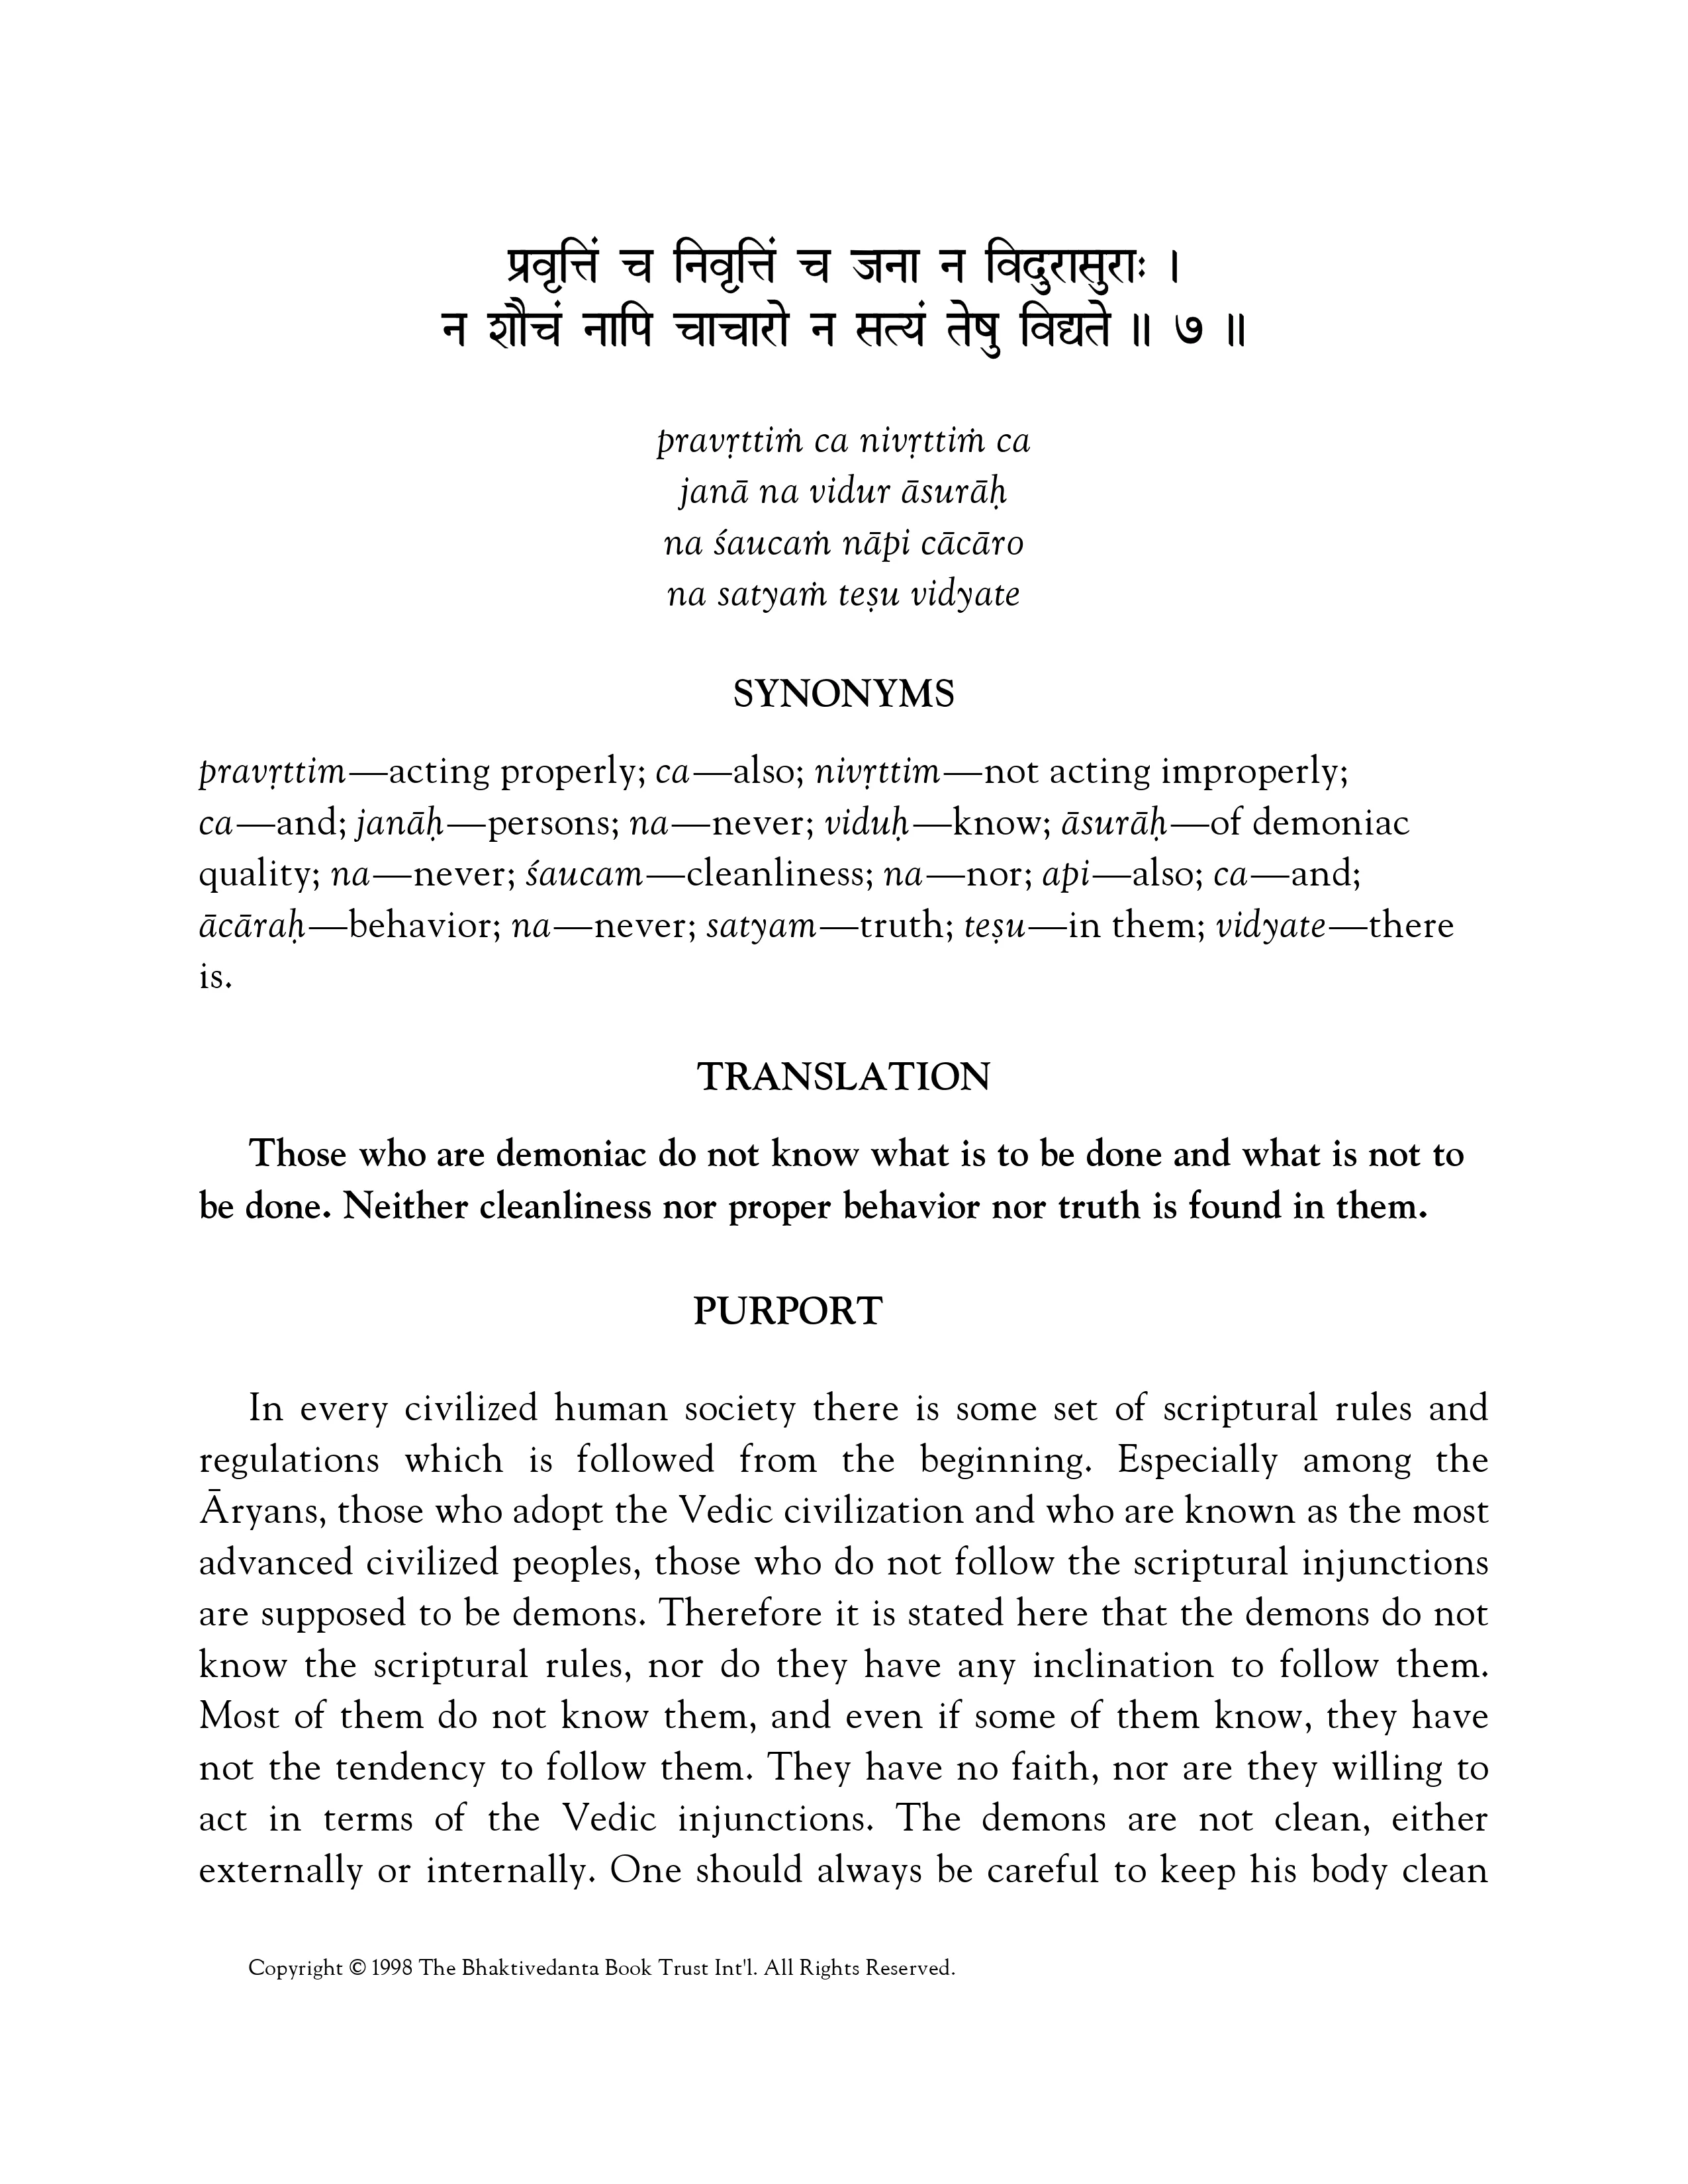 प्रवृत्तिं च निवृत्तिं च जना न विदुरासुराः ।
न शौचं नापि चाचारो न सत्यं तेषु विद्यते ॥ ७ ॥
pravṛttiṁ ca nivṛttiṁ ca
janā na vidur āsurāḥ
na śaucaṁ nāpi cācāro
na satyaṁ teṣu vidyate
SYNONYMS
pravṛttim—acting properly; ca—also; nivṛttim—not acting improperly;
ca—and; janāḥ—persons; na—never; viduḥ—know; āsurāḥ—of demoniac
quality; na—never; śaucam—cleanliness; na—nor; api—also; ca—and;
ācāraḥ—behavior; na—never; satyam—truth; teṣu—in them; vidyate—there
is.
TRANSLATION
Those who are demoniac do not know what is to be done and what is not to
be done. Neither cleanliness nor proper behavior nor truth is found in them.
PURPORT
In every civilized human society there is some set of scriptural rules and
regulations which is followed from the beginning. Especially among the
Āryans, those who adopt the Vedic civilization and who are known as the most
advanced civilized peoples, those who do not follow the scriptural injunctions
are supposed to be demons. Therefore it is stated here that the demons do not
know the scriptural rules, nor do they have any inclination to follow them.
Most of them do not know them, and even if some of them know, they have
not the tendency to follow them. They have no faith, nor are they willing to
act in terms of the Vedic injunctions. The demons are not clean, either
externally or internally. One should always be careful to keep his body clean
Copyright © 1998 The Bhaktivedanta Book Trust Int'l. All Rights Reserved.